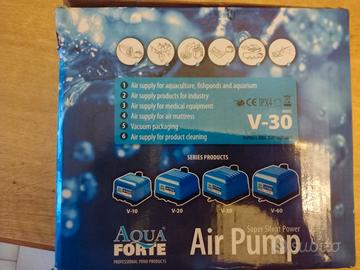 1 Air supply for aquaculture, fishponds and aquarium
2 Air supply products for industry
3 Air supply for medical equipment
4 Air supply for air mattress
5 Vacuum packaging
6 Air supply for product cleaning
CE IPX4
V-30
SERIES PRODUCTS
V-10
V-20
V-30
V-60
AQUA
FORTE
PROFESSIONAL POND PRODUCTS
Super Silent Power
Air Pump
Subito